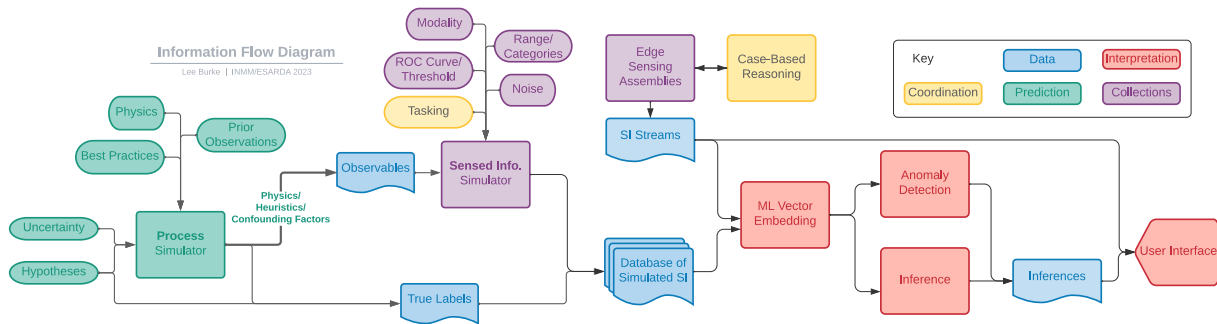 Information Flow Diagram
Lee Burke | INMM/ESARDA 2023
Physics
Prior
Observations
Best Practices
Uncertainty
Hypotheses
Process
Simulator
Physics/
Heuristics/
Confounding Factors
Modality
Range/
Categories
ROC Curve/
Threshold
Noise
Tasking
Observables
Sensed Info.
Simulator
True Labels
Edge
Sensing
Assemblies
Case-Based
Reasoning
SI Streams
Database of
Simulated SI
ML Vector
Embedding
Anomaly
Detection
Inference
Inferences
User Interface
Key
Data
Interpretation
Coordination
Prediction
Collections